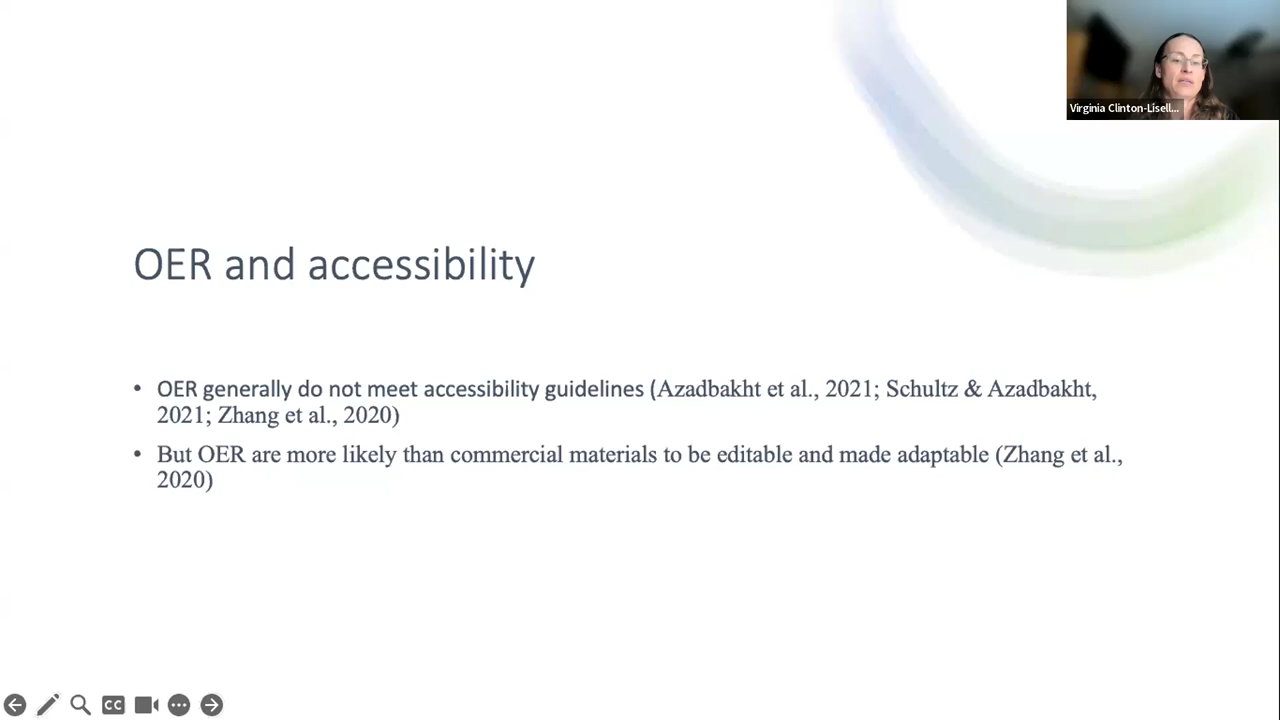 Virginia Clinton-Lisell...
OER and accessibility
• OER generally do not meet accessibility guidelines (Azadbakht et al., 2021; Schultz & Azadbakht,
2021; Zhang et al., 2020)
• But OER are more likely than commercial materials to be editable and made adaptable (Zhang et al.,
2020)
CC